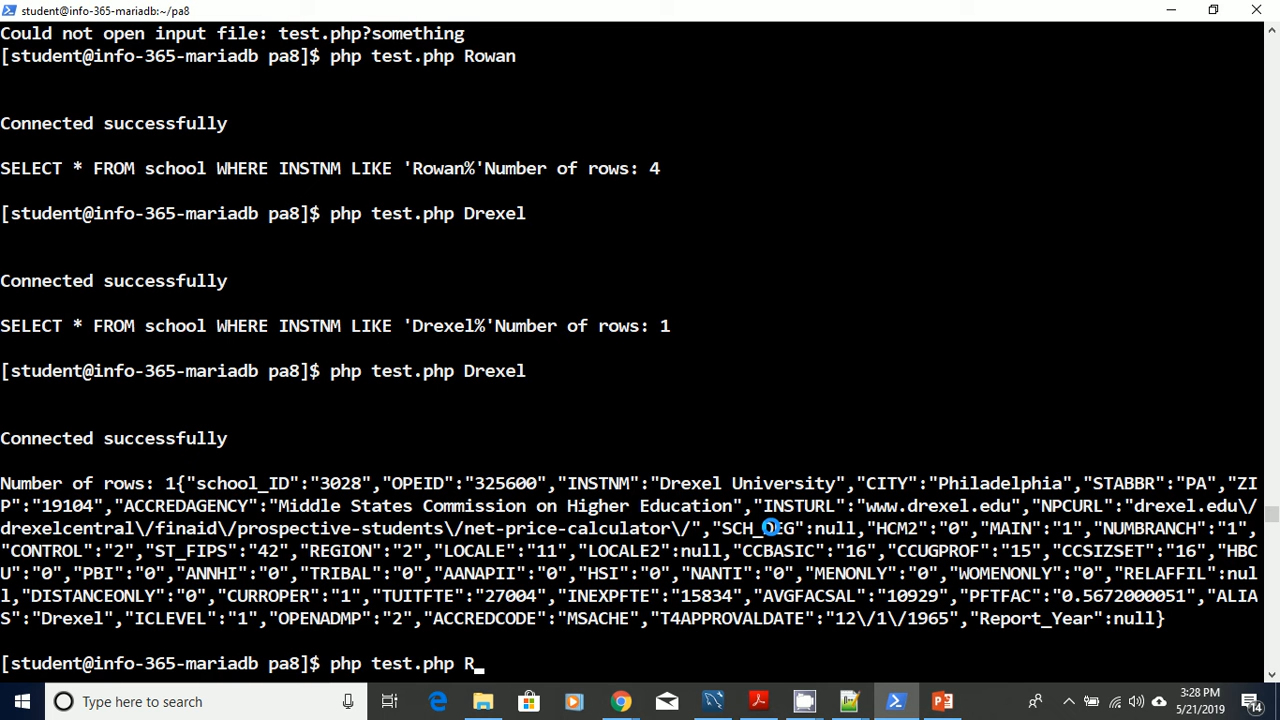 student@info-365-mariadb:~/pa8
Could not open input file: test.php?something
[student@info-365-mariadb pa8]$ php test.php Rowan
Connected successfully
SELECT * FROM school WHERE INSTNM LIKE 'Rowan%'Number of rows: 4
[student@info-365-mariadb pa8]$ php test.php Drexel
Connected successfully
SELECT * FROM school WHERE INSTNM LIKE 'Drexel%'Number of rows: 1
[student@info-365-mariadb pa8]$ php test.php Drexel
Connected successfully
Number of rows: 1{"school_ID":"3028","OPEID":"325600","INSTNM":"Drexel University","CITY":"Philadelphia","STABBR":"PA","ZI
P":"19104","ACCREDAGENCY":"Middle States Commission on Higher Education","INSTURL":"www.drexel.edu","NPCURL":"drexel.edu\/
drexelcentral\/finaid\/prospective-students\/net-price-calculator\/","SCH_DEG":null,"HCM2":"0","MAIN":"1","NUMBRANCH":"1",
"CONTROL":"2","ST_FIPS":"42","REGION":"2","LOCALE":"11","LOCALE2":null,"CCBASIC":"16","CCUGPROF":"15","CCSIZSET":"16","HBC
U":"0","PBI":"0","ANNHI":"0","TRIBAL":"0","AANAPII":"0","HSI":"0","NANTI":"0","MENONLY":"0","WOMENONLY":"0","RELAFFIL":nul
l,"DISTANCEONLY":"0","CURROPER":"1","TUITFTE":"27004","INEXPFTE":"15834","AVGFACSAL":"10929","PFTFAC":"0.5672000051","ALIA
S":"Drexel","ICLEVEL":"1","OPENADMP":"2","ACCREDCODE":"MSACHE","T4APPROVALDATE":"12\/1\/1965","Report_Year":null}
[student@info-365-mariadb pa8]$ php test.php R_
Type here to search
3:28 PM
5/21/2019
14